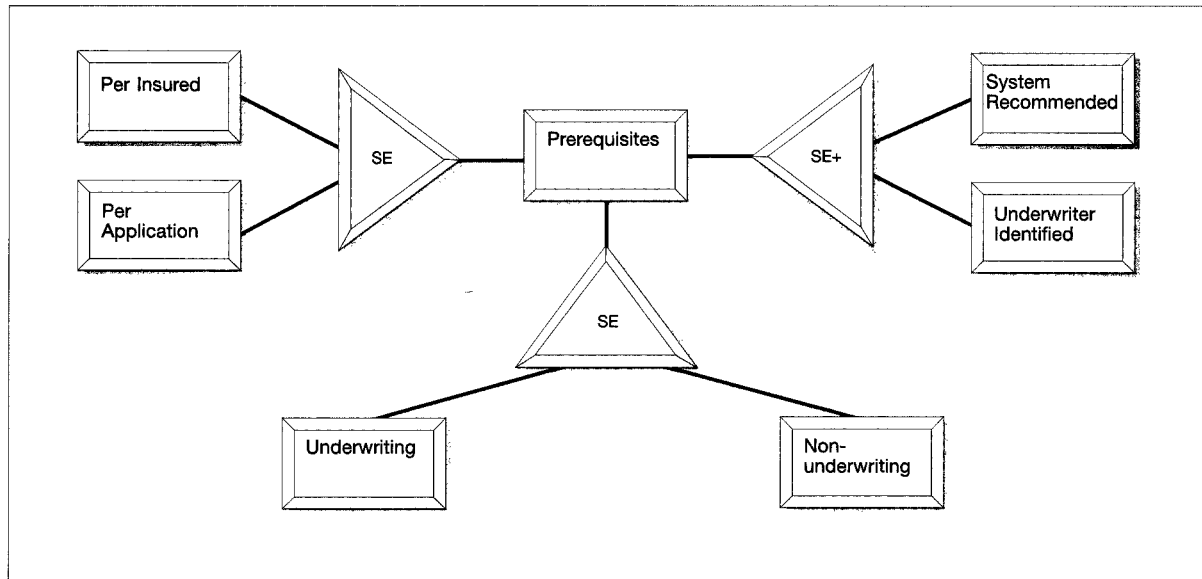 Per Insured
Per
Application
SE
Prerequisites
SE+
System
Recommended
Underwriter
Identified
SE
Underwriting
Non-
underwriting